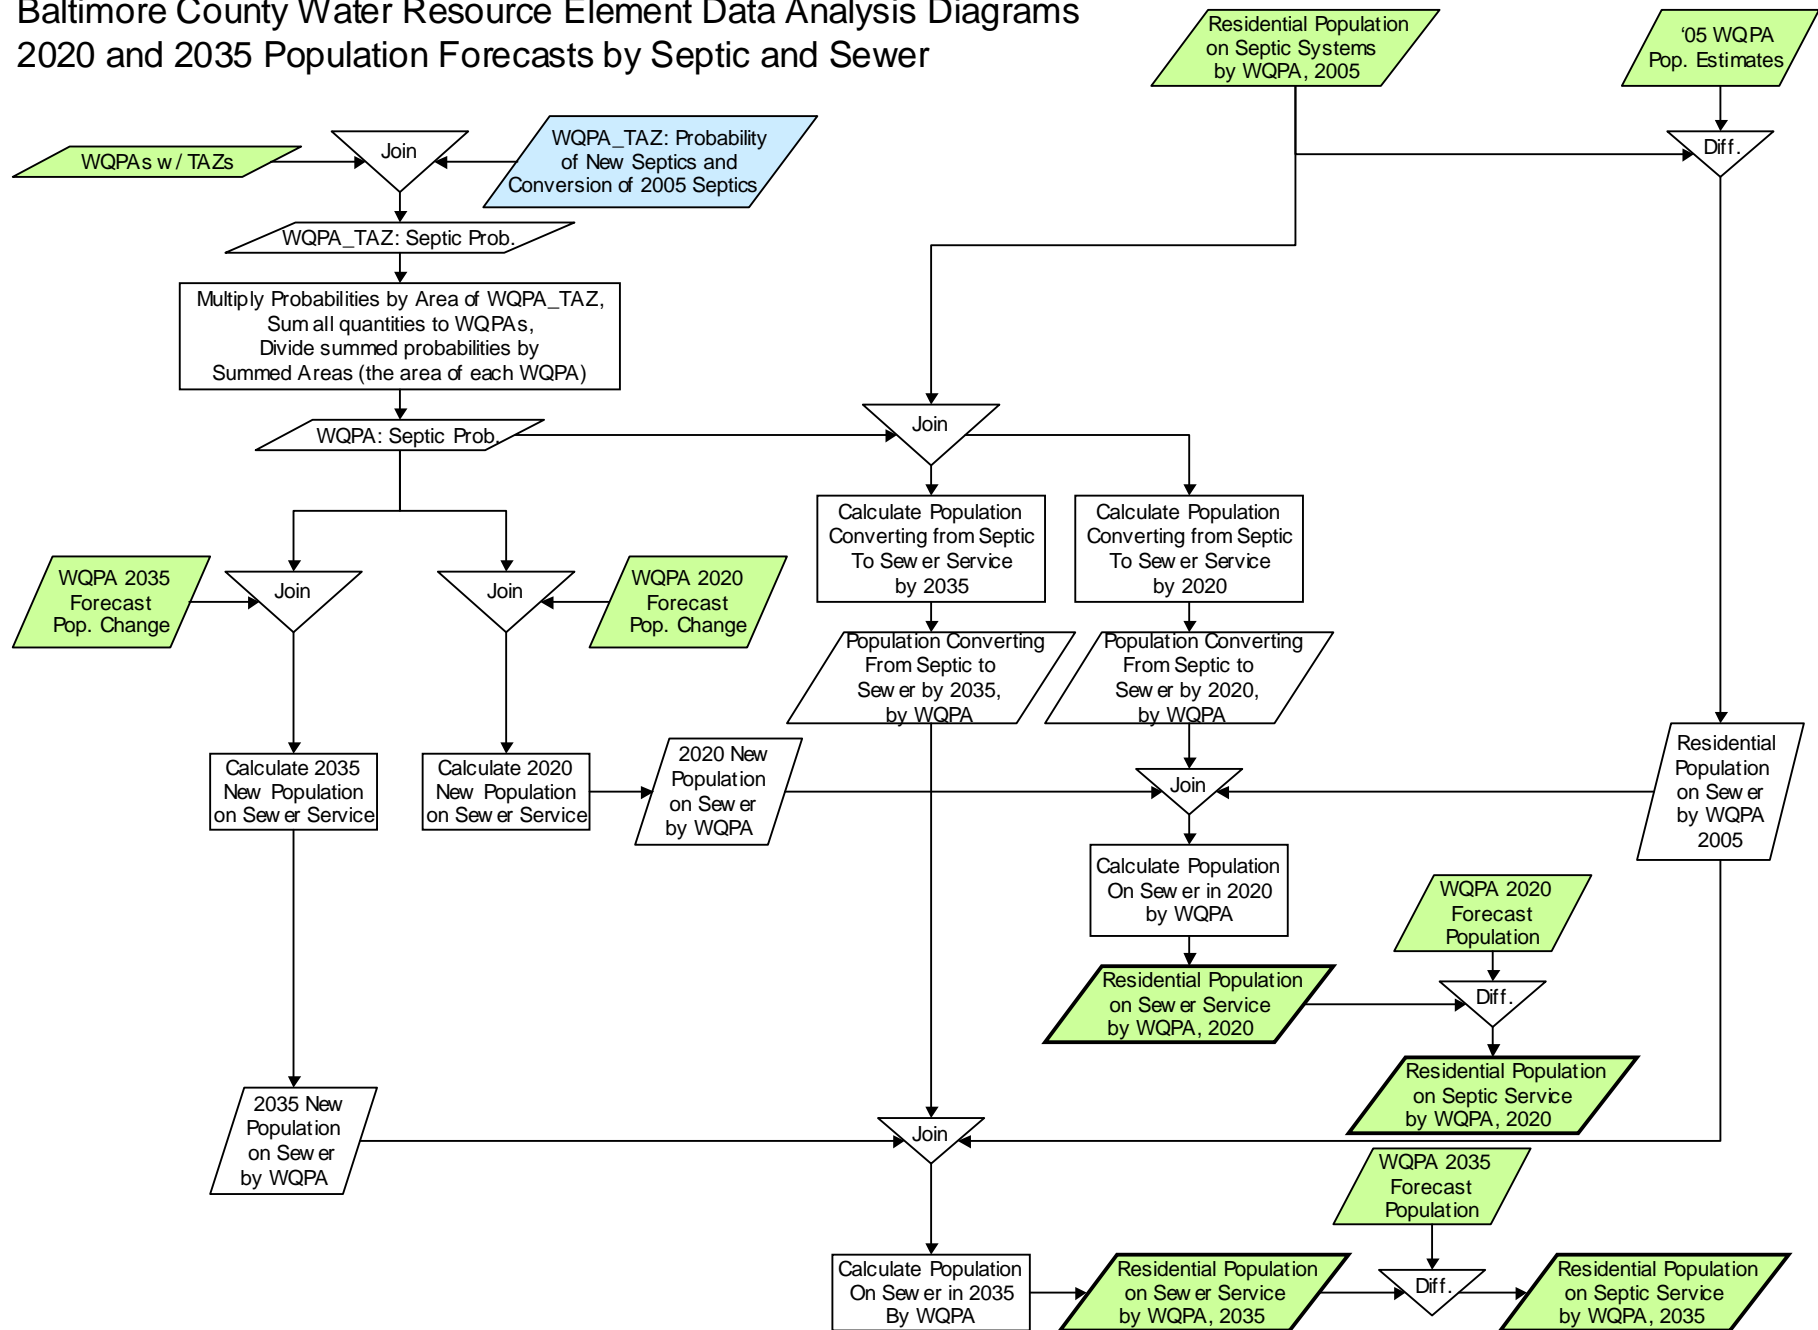 Baltimore County Water Resource Element Data Analysis Diagrams
2020 and 2035 Population Forecasts by Septic and Sewer
Residential Population
on Septic Systems
by WQPA, 2005
'05 WQPA
Pop. Estimates
WQPAs w/ TAZs
Join
WQPA_TAZ: Probability
of New Septics and
Conversion of 2005 Septics
Diff.
WQPA_TAZ: Septic Prob.
Multiply Probabilities by Area of WQPA_TAZ,
Sum all quantities to WQPAs,
Divide summed probabilities by
Summed Areas (the area of each WQPA)
WQPA: Septic Prob.
Join
Calculate Population
Converting from Septic
To Sewer Service
by 2035
Calculate Population
Converting from Septic
To Sewer Service
by 2020
WQPA 2035
Forecast
Pop. Change
Join
Join
WQPA 2020
Forecast
Pop. Change
Population Converting
From Septic to
Sewer by 2035,
by WQPA
Population Converting
From Septic to
Sewer by 2020,
by WQPA
Calculate 2035
New Population
on Sewer Service
Calculate 2020
New Population
on Sewer Service
2020 New
Population
on Sewer
by WQPA
Join
Residential
Population
on Sewer
by WQPA
2005
Calculate Population
On Sewer in 2020
by WQPA
WQPA 2020
Forecast
Population
Residential Population
on Sewer Service
by WQPA, 2020
Diff.
Residential Population
on Septic Service
by WQPA, 2020
2035 New
Population
on Sewer
by WQPA
Join
WQPA 2035
Forecast
Population
Calculate Population
On Sewer in 2035
By WQPA
Residential Population
on Sewer Service
by WQPA, 2035
Diff.
Residential Population
on Septic Service
by WQPA, 2035